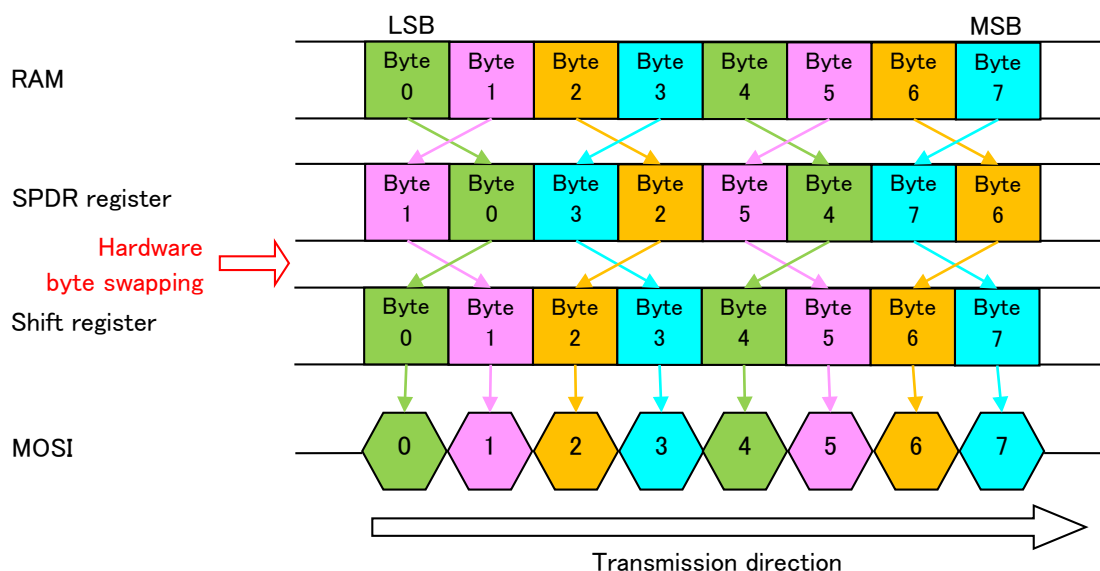 LSB MSB
RAM
Byte Byte Byte Byte Byte Byte Byte Byte
0 1 2 3 4 5 6 7
SPDR register
Byte Byte Byte Byte Byte Byte Byte Byte
1 0 3 2 5 4 7 6
Hardware
byte swapping
Shift register
Byte Byte Byte Byte Byte Byte Byte Byte
0 1 2 3 4 5 6 7
MOSI
0 1 2 3 4 5 6 7
Transmission direction